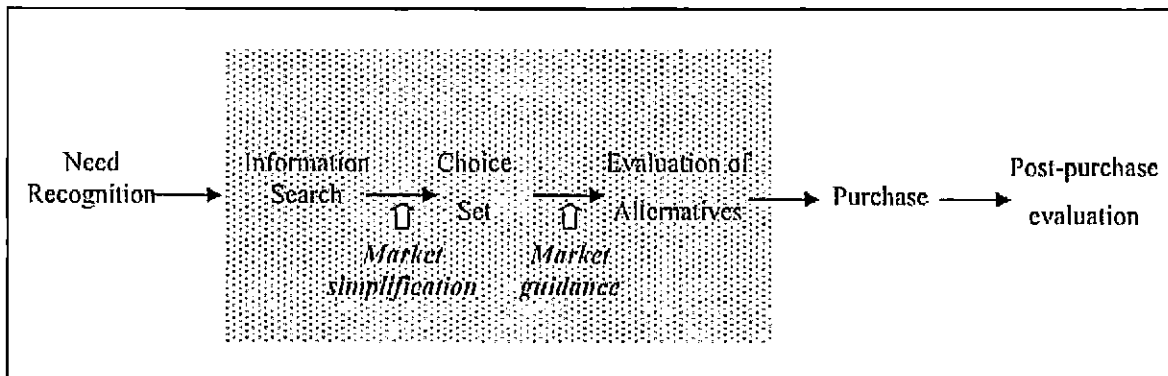 Need
Recognition
Information
Search
Choice
Set
Evaluation of
Alternatives
Purchase
Post-purchase
evaluation
Market
simplification
Market
guidance